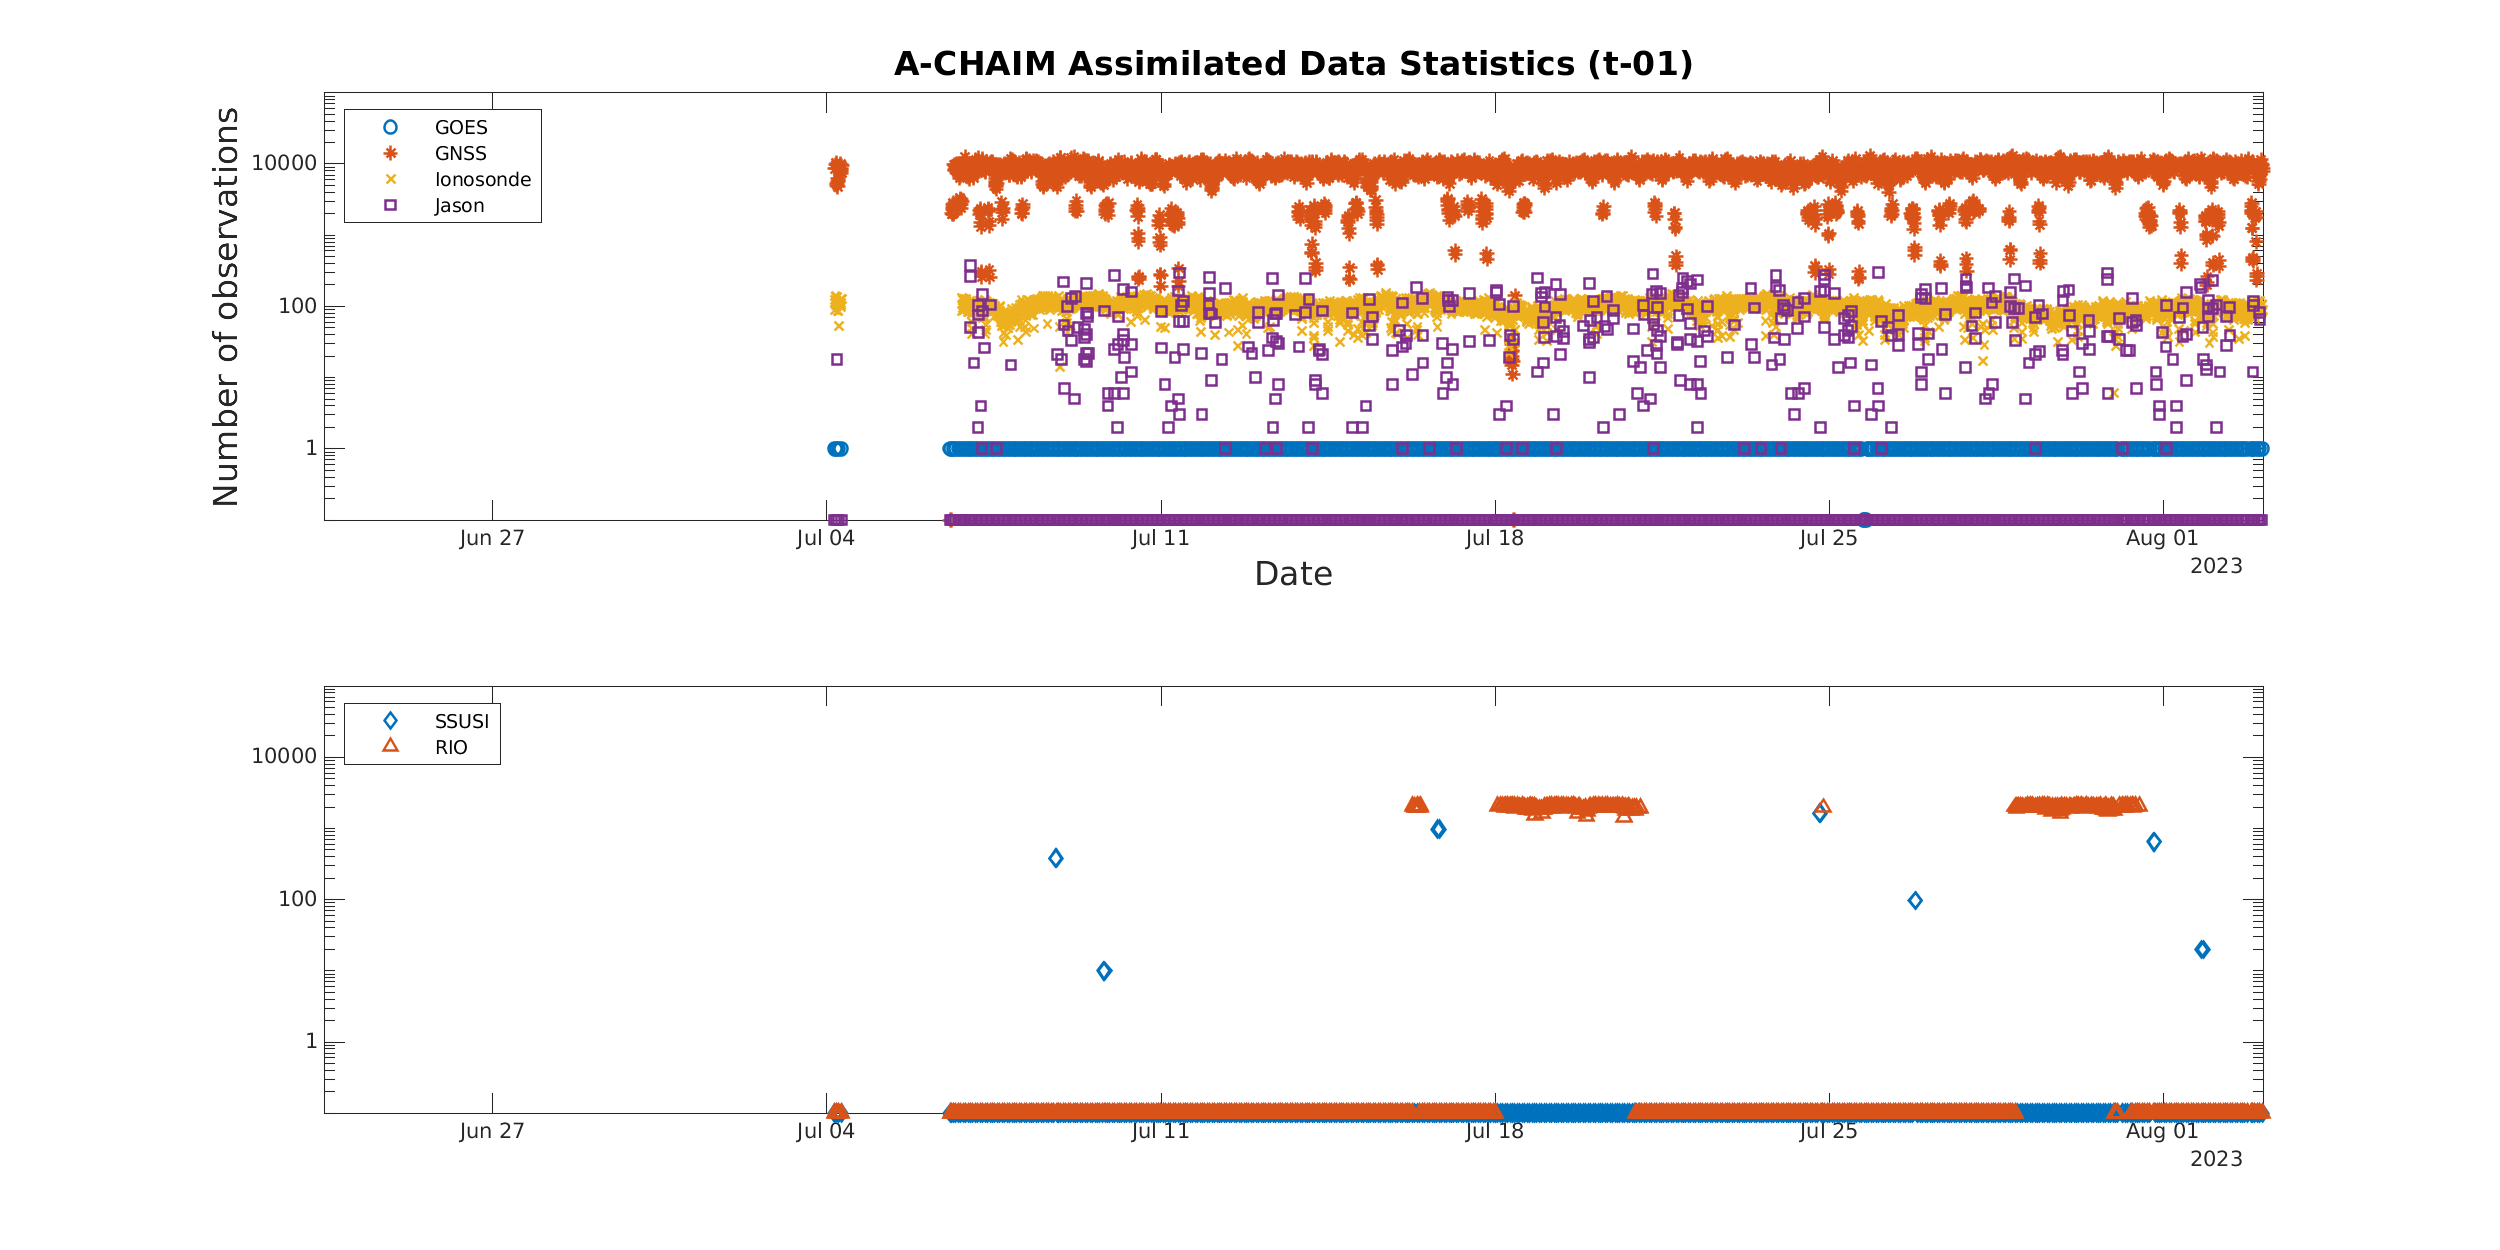 A-CHAIM Assimilated Data Statistics (t-01)
Number of observations
10000
100
1
GOES
GNSS
Ionosonde
Jason
Jun 27
Jul 04
Jul 11
Jul 18
Jul 25
Aug 01
2023
Date
10000
100
1
SSUSI
RIO
Jun 27
Jul 04
Jul 11
Jul 18
Jul 25
Aug 01
2023